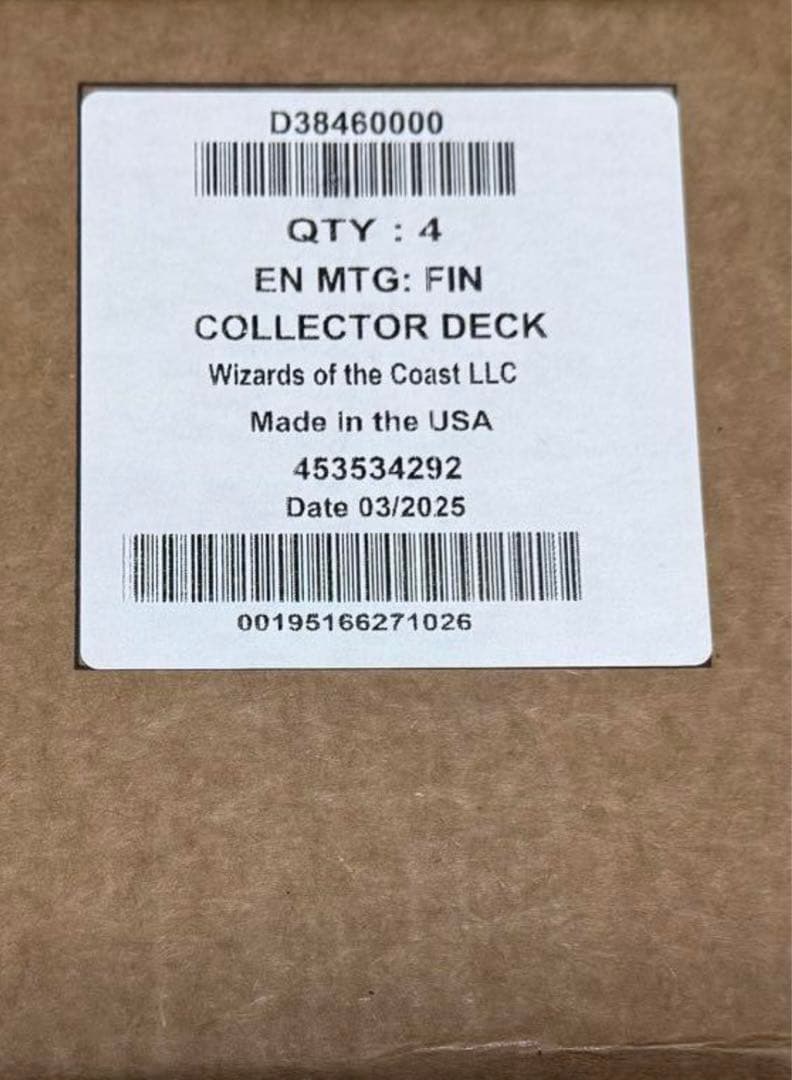 D38460000
QTY : 4
EN MTG: FIN
COLLECTOR DECK
Wizards of the Coast LLC
Made in the USA
453534292
Date 03/2025
00195166271026